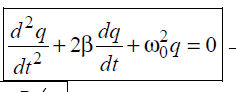 d²q/dt² + 2β dq/dt + ω₀²q = 0